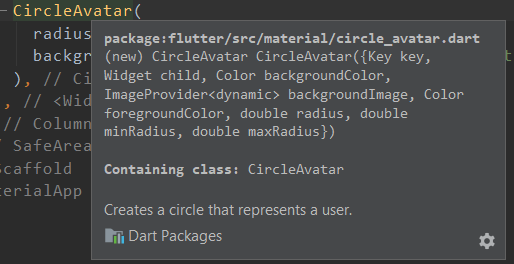 CircleAvatar(
radius
package:flutter/src/material/circle_avatar.dart
backgr
(new) CircleAvatar CircleAvatar({Key key,
Widget child, Color backgroundColor,
), // Ci
ImageProvider<dynamic> backgroundImage, Color
, // <Wid
foregroundColor, double radius, double
// Column
minRadius, double maxRadius})
/ SafeArea
Scaffold
Containing class: CircleAvatar
terialApp
Creates a circle that represents a user.
Dart Packages